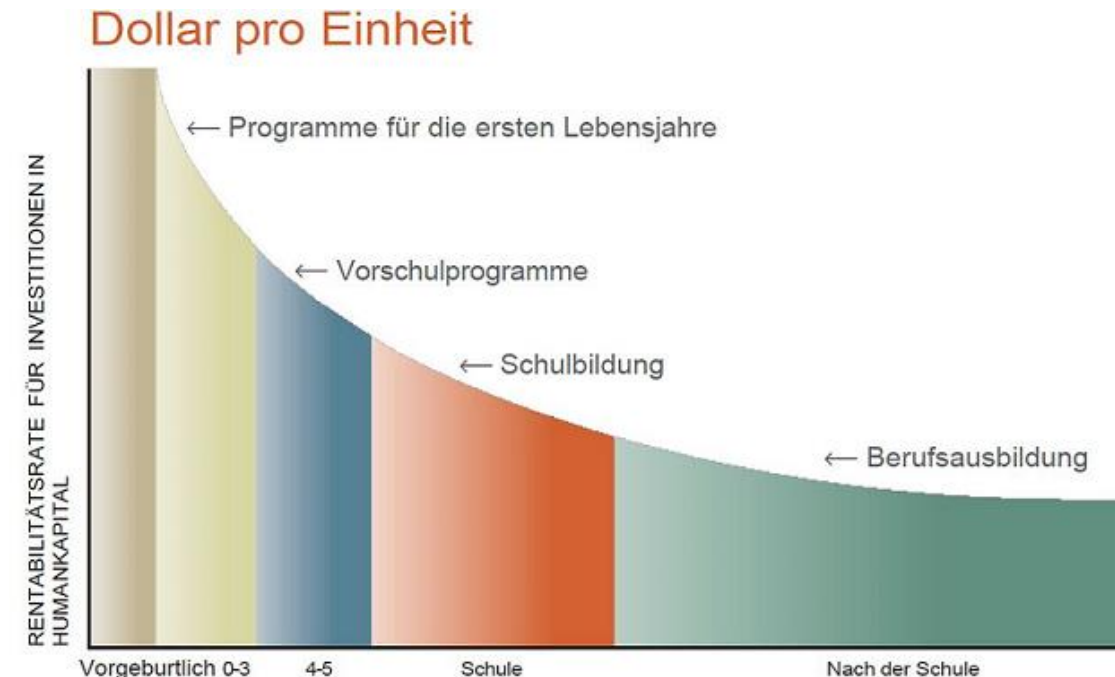 Dollar pro Einheit
← Programme für die ersten Lebensjahre
← Vorschulprogramme
← Schulbildung
← Berufsausbildung
RENTABILITÄTSRATE FÜR INVESTITIONEN IN
HUMANKAPITAL
Vorgeburtlich 0-3 4-5 Schule Nach der Schule